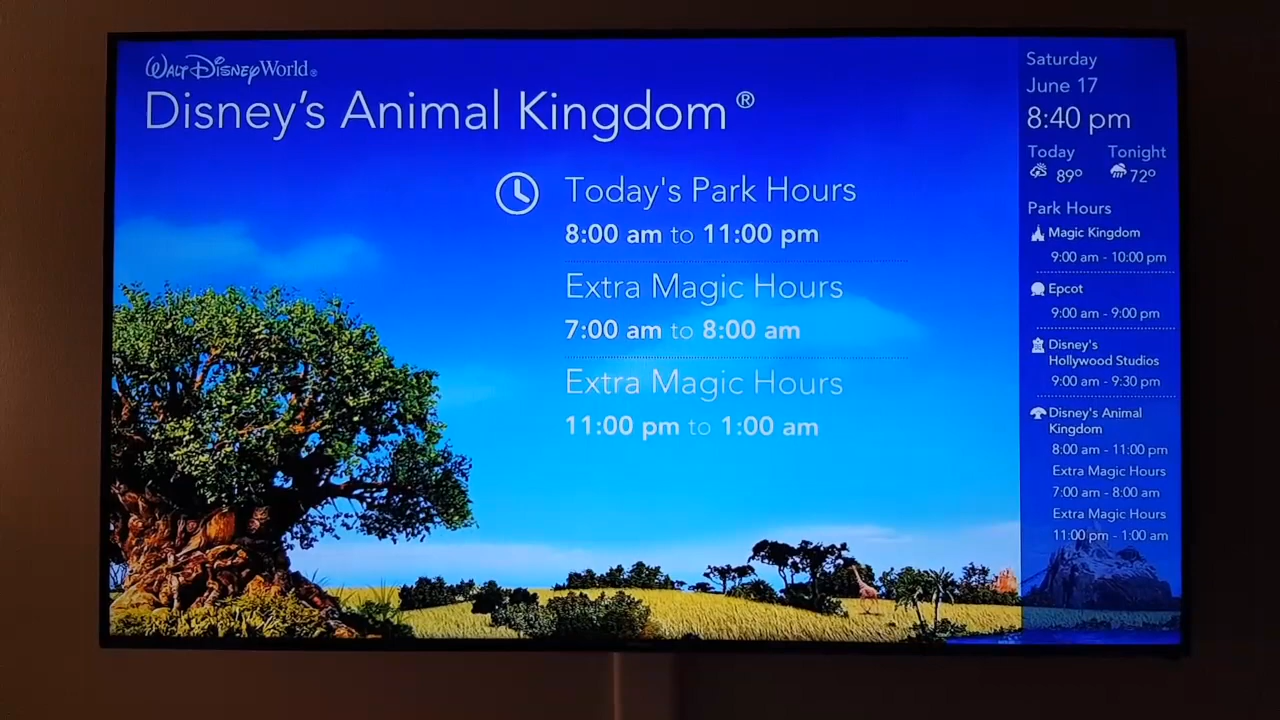 Walt Disney World®
Disney's Animal Kingdom®
Today's Park Hours
8:00 am to 11:00 pm
Extra Magic Hours
7:00 am to 8:00 am
Extra Magic Hours
11:00 pm to 1:00 am
Saturday
June 17
8:40 pm
Today Tonight
89º 72º
Park Hours
Magic Kingdom
9:00 am - 10:00 pm
Epcot
9:00 am - 9:00 pm
Disney's
Hollywood Studios
9:00 am - 9:30 pm
Disney's Animal
Kingdom
8:00 am - 11:00 pm
Extra Magic Hours
7:00 am - 8:00 am
Extra Magic Hours
11:00 pm - 1:00 am